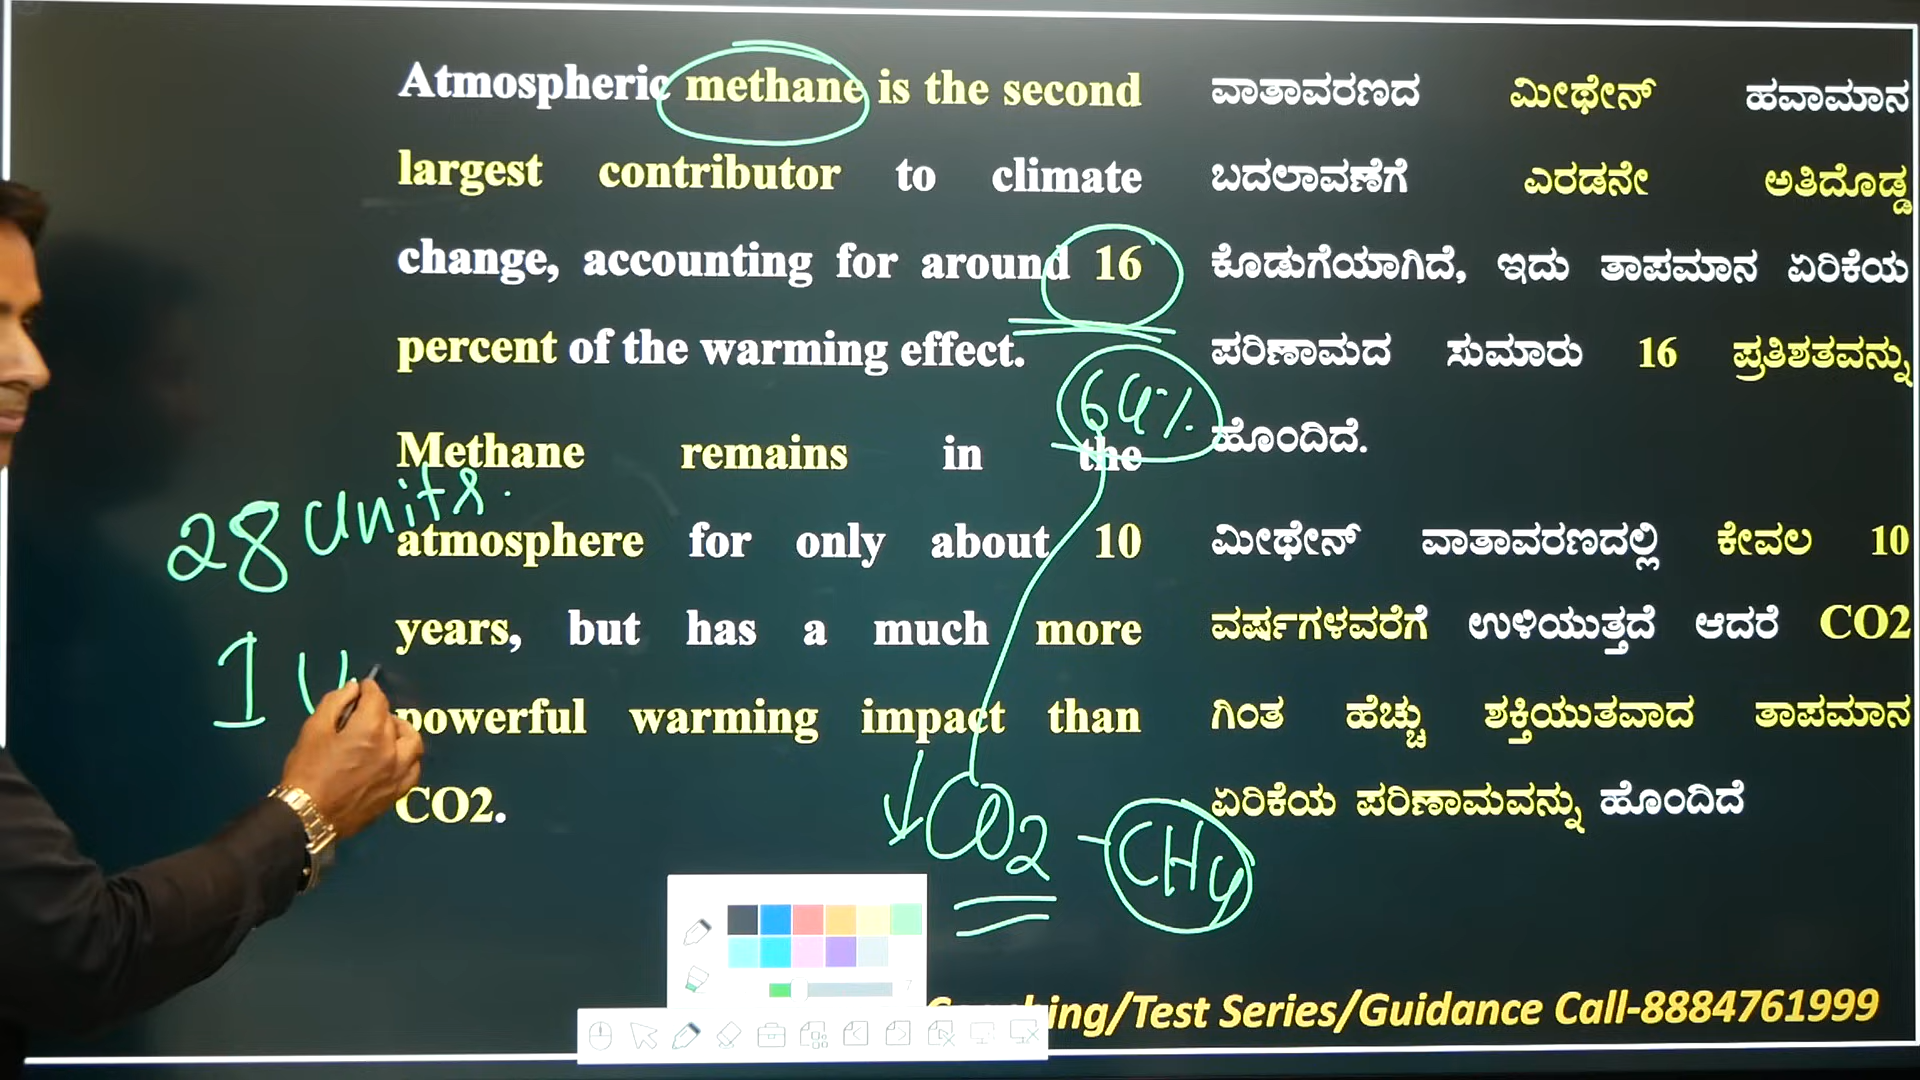 Atmospheric methane is the second
largest contributor to climate
change, accounting for around 16
percent of the warming effect.
Methane remains in the
atmosphere for only about 10
years, but has a much more
powerful warming impact than
CO2.
ವಾತಾವರಣದ ಮೀಥೇನ್ ಹವಾಮಾನ
ಬದಲಾವಣೆಗೆ ಎರಡನೇ ಅತಿದೊಡ್ಡ
ಕೊಡುಗೆಯಾಗಿದೆ, ಇದು ತಾಪಮಾನ ಏರಿಕೆಯ
ಪರಿಣಾಮದ ಸುಮಾರು 16 ಪ್ರತಿಶತವನ್ನು
ಹೊಂದಿದೆ.
ಮೀಥೇನ್ ವಾತಾವರಣದಲ್ಲಿ ಕೇವಲ 10
ವರ್ಷಗಳವರೆಗೆ ಉಳಿಯುತ್ತದೆ ಆದರೆ CO2
ಗಿಂತ ಹೆಚ್ಚು ಶಕ್ತಿಯುತವಾದ ತಾಪಮಾನ
ಏರಿಕೆಯ ಪರಿಣಾಮವನ್ನು ಹೊಂದಿದೆ
64%
28 units.
1 u
↓CO2 - CH4
/Test Series/Guidance Call-8884761999